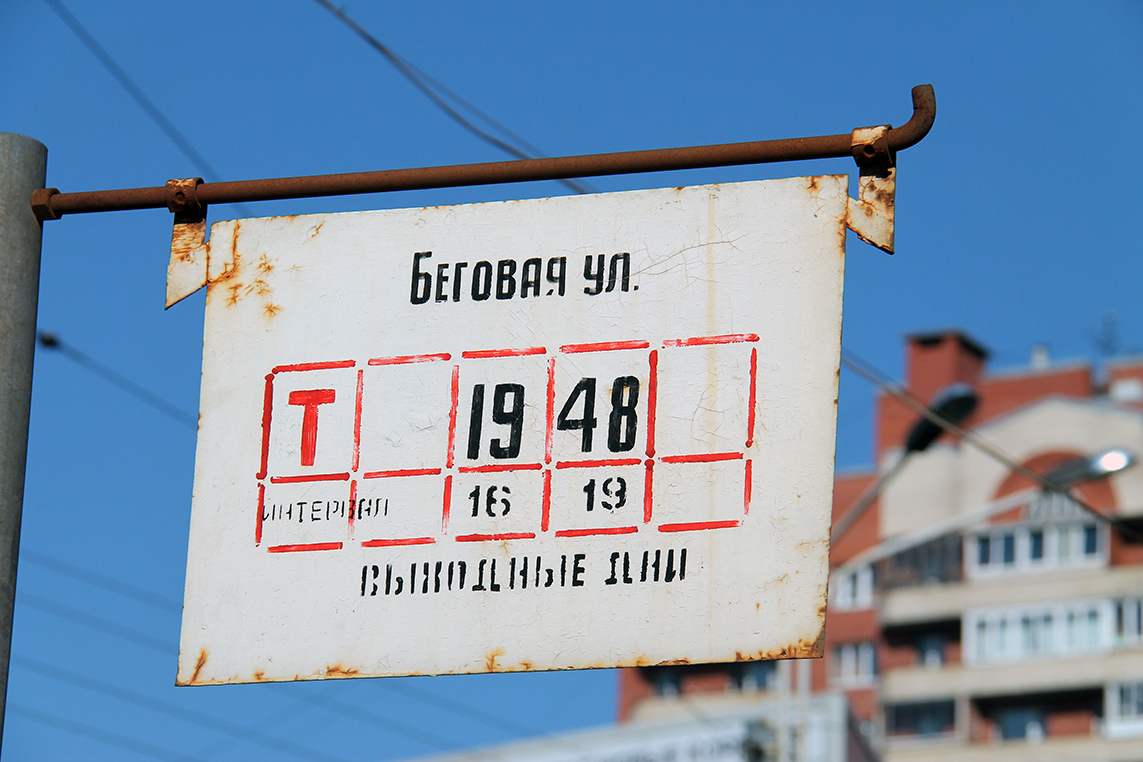 Беговая ул.
Т 19 48
ИНТЕРВАЛ 16 19
ВЫХОДНЫЕ ДНИ